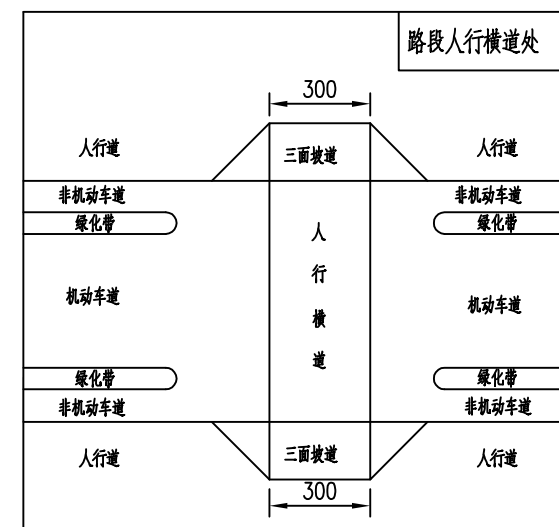 路段人行横道处
300
人行道
三面坡道
人行道
非机动车道
非机动车道
绿化带
绿化带
人
行
横
道
机动车道
机动车道
绿化带
绿化带
非机动车道
非机动车道
人行道
三面坡道
人行道
300